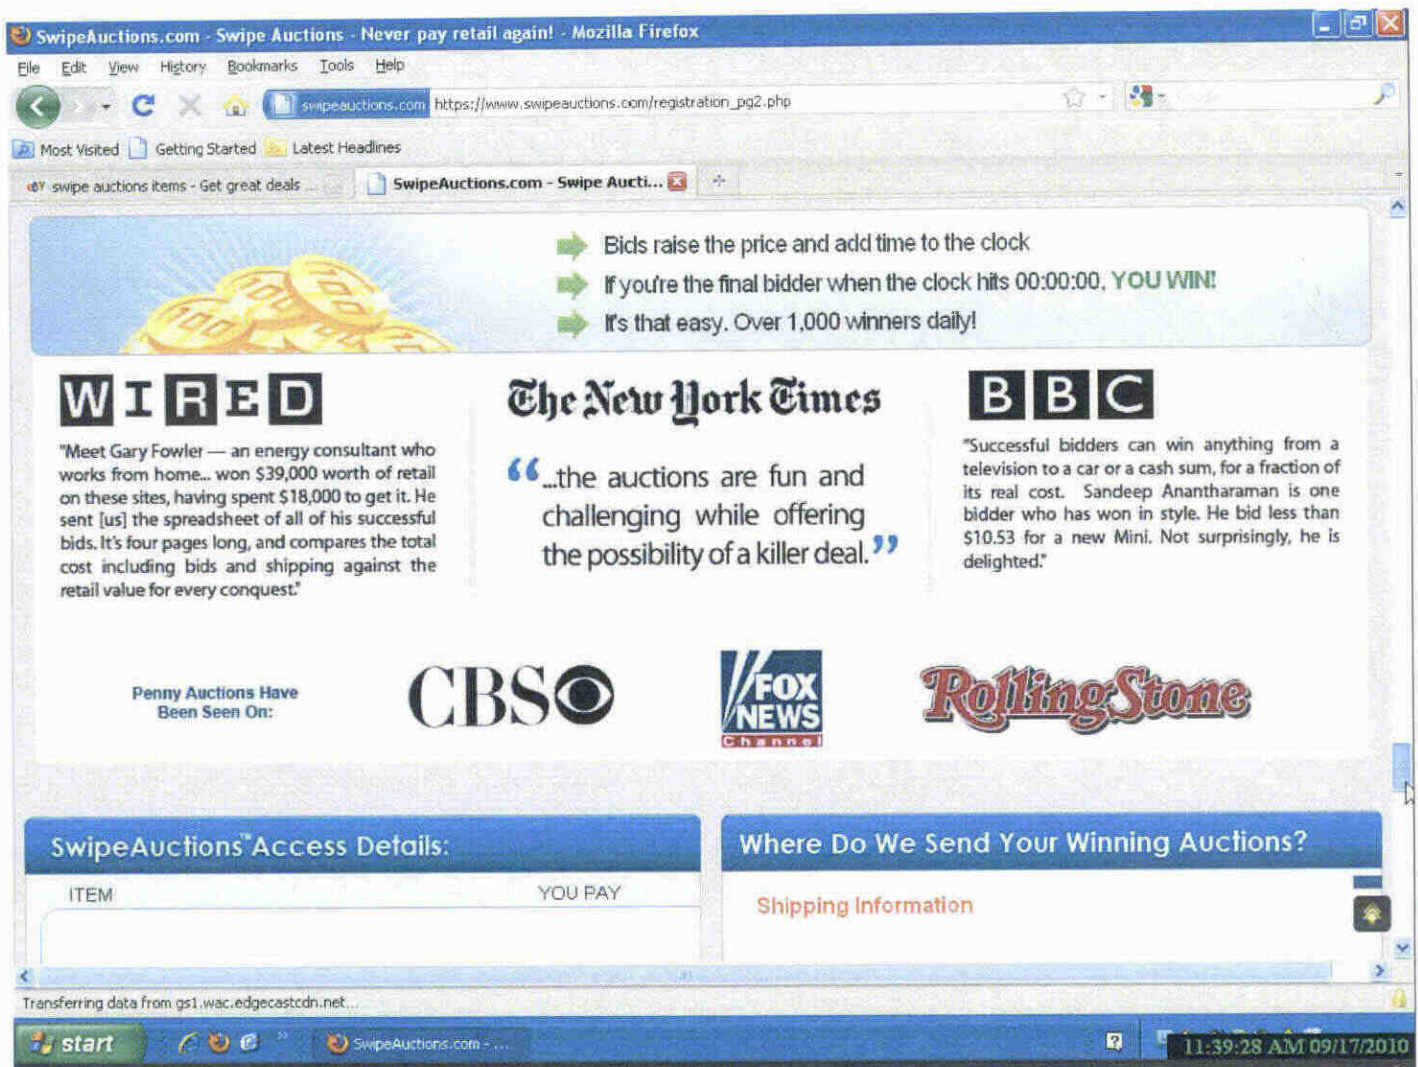 SwipeAuctions.com - Swipe Auctions - Never pay retail again! - Mozilla Firefox
File Edit View History Bookmarks Tools Help
swipeauctions.com https://www.swipeauctions.com/registration_pg2.php
Most Visited Getting Started Latest Headlines
swipe auctions items - Get great deals ... SwipeAuctions.com - Swipe Aucti...
100 100 100 100
Bids raise the price and add time to the clock
If you're the final bidder when the clock hits 00:00:00, YOU WIN!
It's that easy. Over 1,000 winners daily!
WIRED
"Meet Gary Fowler — an energy consultant who
works from home... won $39,000 worth of retail
on these sites, having spent $18,000 to get it. He
sent [us] the spreadsheet of all of his successful
bids. It's four pages long, and compares the total
cost including bids and shipping against the
retail value for every conquest."
The New York Times
“...the auctions are fun and
challenging while offering
the possibility of a killer deal.”
BBC
"Successful bidders can win anything from a
television to a car or a cash sum, for a fraction of
its real cost. Sandeep Anantharaman is one
bidder who has won in style. He bid less than
$10.53 for a new Mini. Not surprisingly, he is
delighted."
Penny Auctions Have
Been Seen On:
CBS
FOX
NEWS
Channel
RollingStone
SwipeAuctions™ Access Details:
ITEM YOU PAY
Where Do We Send Your Winning Auctions?
Shipping Information
Transferring data from gs1.wac.edgecastcdn.net...
start
SwipeAuctions.com - ...
11:39:28 AM 09/17/2010